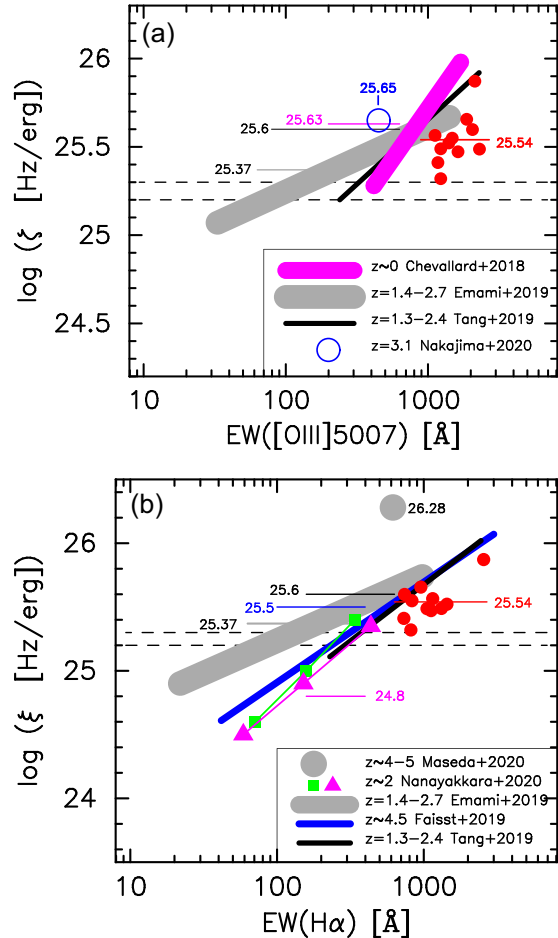 (a)
26
25.5
25
24.5
log (ξ [Hz/erg])
25.65
25.63
25.6
25.54
25.37
z~0 Chevallard+2018
z=1.4−2.7 Emami+2019
z=1.3−2.4 Tang+2019
z=3.1 Nakajima+2020
10 100 1000
EW([OIII]5007) [Å]
(b)
26
25
24
log (ξ [Hz/erg])
26.28
25.6
25.5
25.54
25.37
24.8
z~4−5 Maseda+2020
z~2 Nanayakkara+2020
z=1.4−2.7 Emami+2019
z~4.5 Faisst+2019
z=1.3−2.4 Tang+2019
10 100 1000
EW(Hα) [Å]